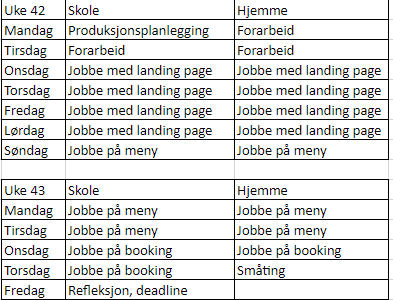 Uke 42 Skole Hjemme
Mandag Produksjonsplanlegging Forarbeid
Tirsdag Forarbeid Forarbeid
Onsdag Jobbe med landing page Jobbe med landing page
Torsdag Jobbe med landing page Jobbe med landing page
Fredag Jobbe med landing page Jobbe med landing page
Lørdag Jobbe med landing page Jobbe med landing page
Søndag Jobbe på meny Jobbe på meny
Uke 43 Skole Hjemme
Mandag Jobbe på meny Jobbe på meny
Tirsdag Jobbe på meny Jobbe på meny
Onsdag Jobbe på booking Jobbe på booking
Torsdag Jobbe på booking Småting
Fredag Refleksjon, deadline